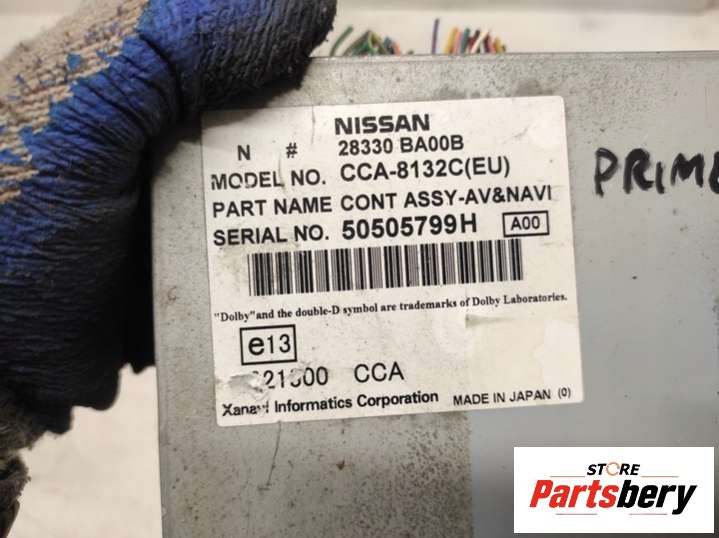 NISSAN
N # 28330 BA00B
MODEL NO. CCA-8132C(EU)
PART NAME CONT ASSY-AV&NAVI
SERIAL NO. 50505799H A00
"Dolby"and the double-D symbol are trademarks of Dolby Laboratories.
e13
CCA
Xanavi Informatics Corporation MADE IN JAPAN (0)
STORE
Partsbery